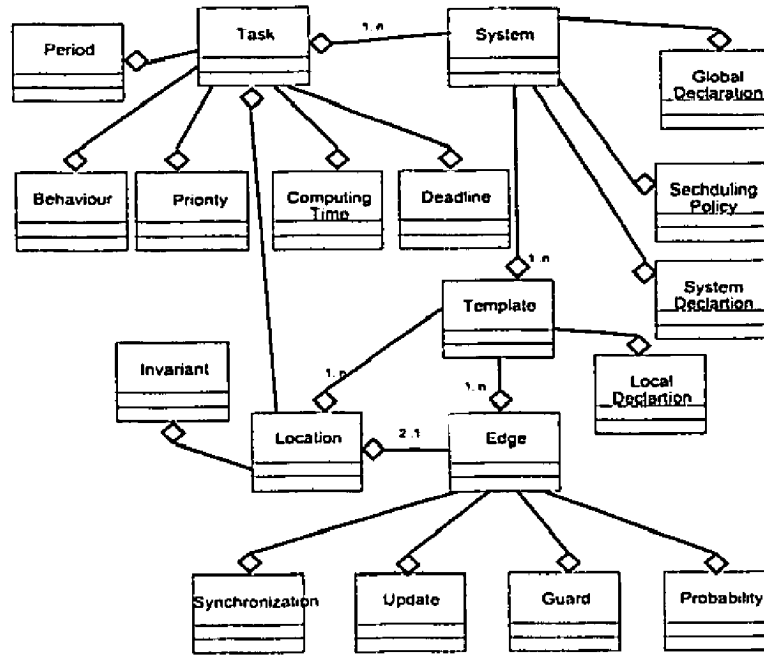 Period
Task
1..n
System
Global
Declaration
Behaviour
Priority
Computing
Time
Deadline
Sechduling
Policy
1..n
System
Declartion
Template
Invariant
1..n
1..n
Local
Declartion
Location
2..1
Edge
Synchronization
Update
Guard
Probability